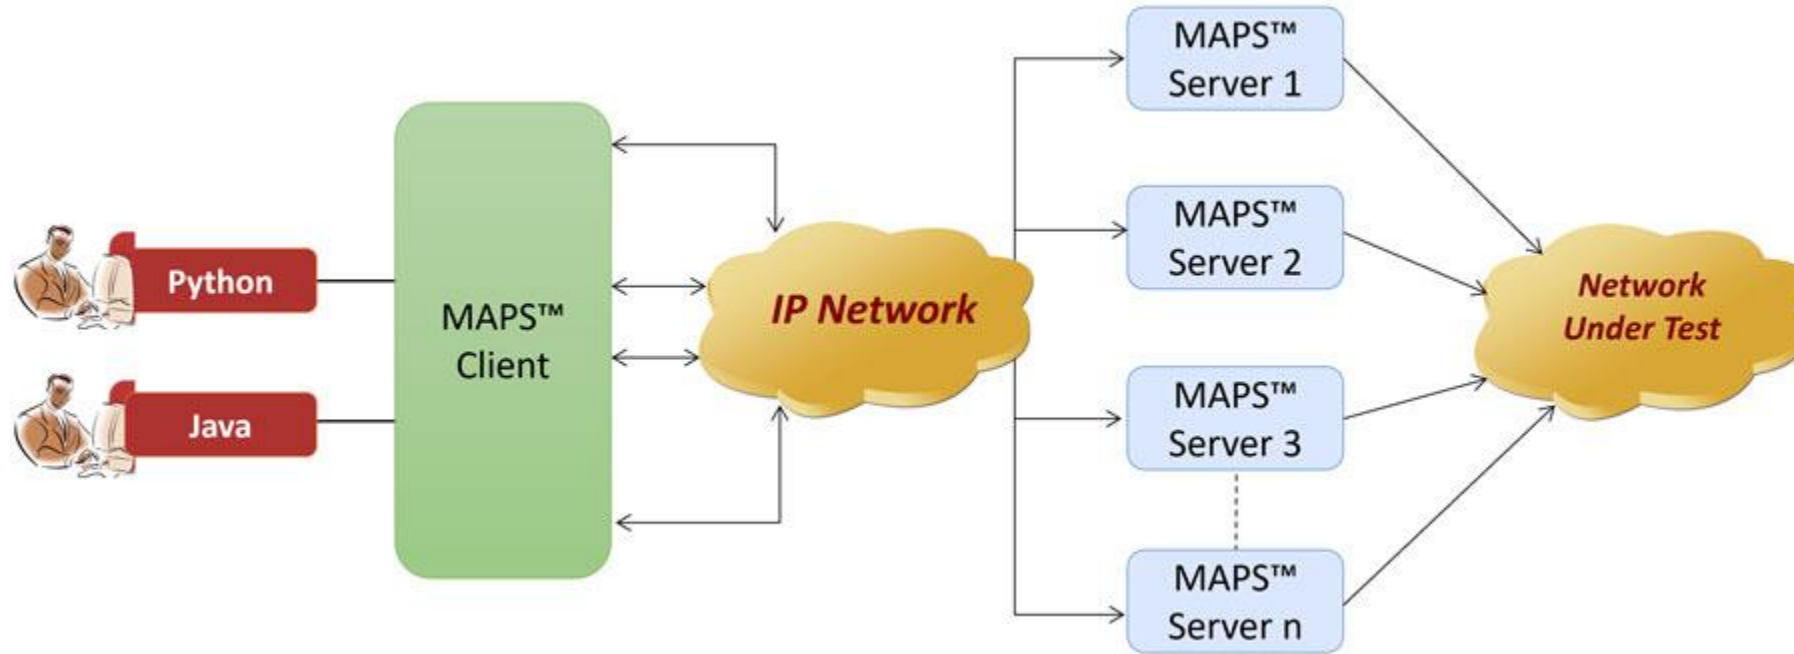 Python
Java
MAPS™
Client
IP Network
MAPS™
Server 1
MAPS™
Server 2
MAPS™
Server 3
MAPS™
Server n
Network
Under Test